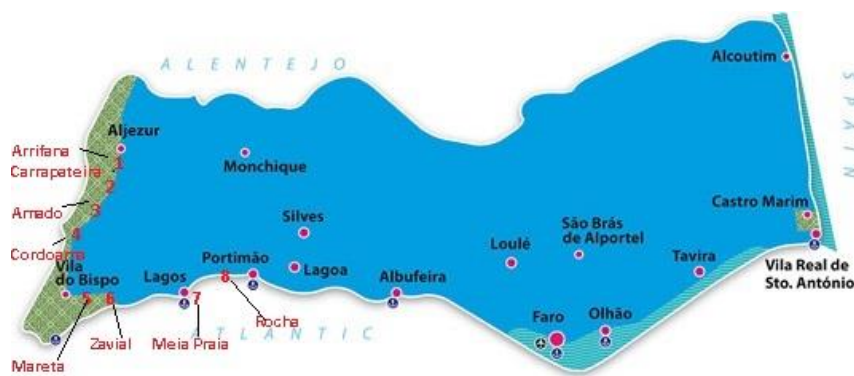 ALENTEJO
Alcoutim
SPAIN
Aljezur
Arrifana
1
Carrapateira
Monchique
2
Castro Marim
Amado
3
Silves
São Brás
de Alportel
4
Cordoama
Loulé
Vila
do Bispo
Portimão
Lagoa
Tavira
Vila Real de
Sto. António
Lagos
8
Albufeira
5
6
7
Faro
Olhão
Rocha
ATLANTIC
Zavial
Meia Praia
Mareta